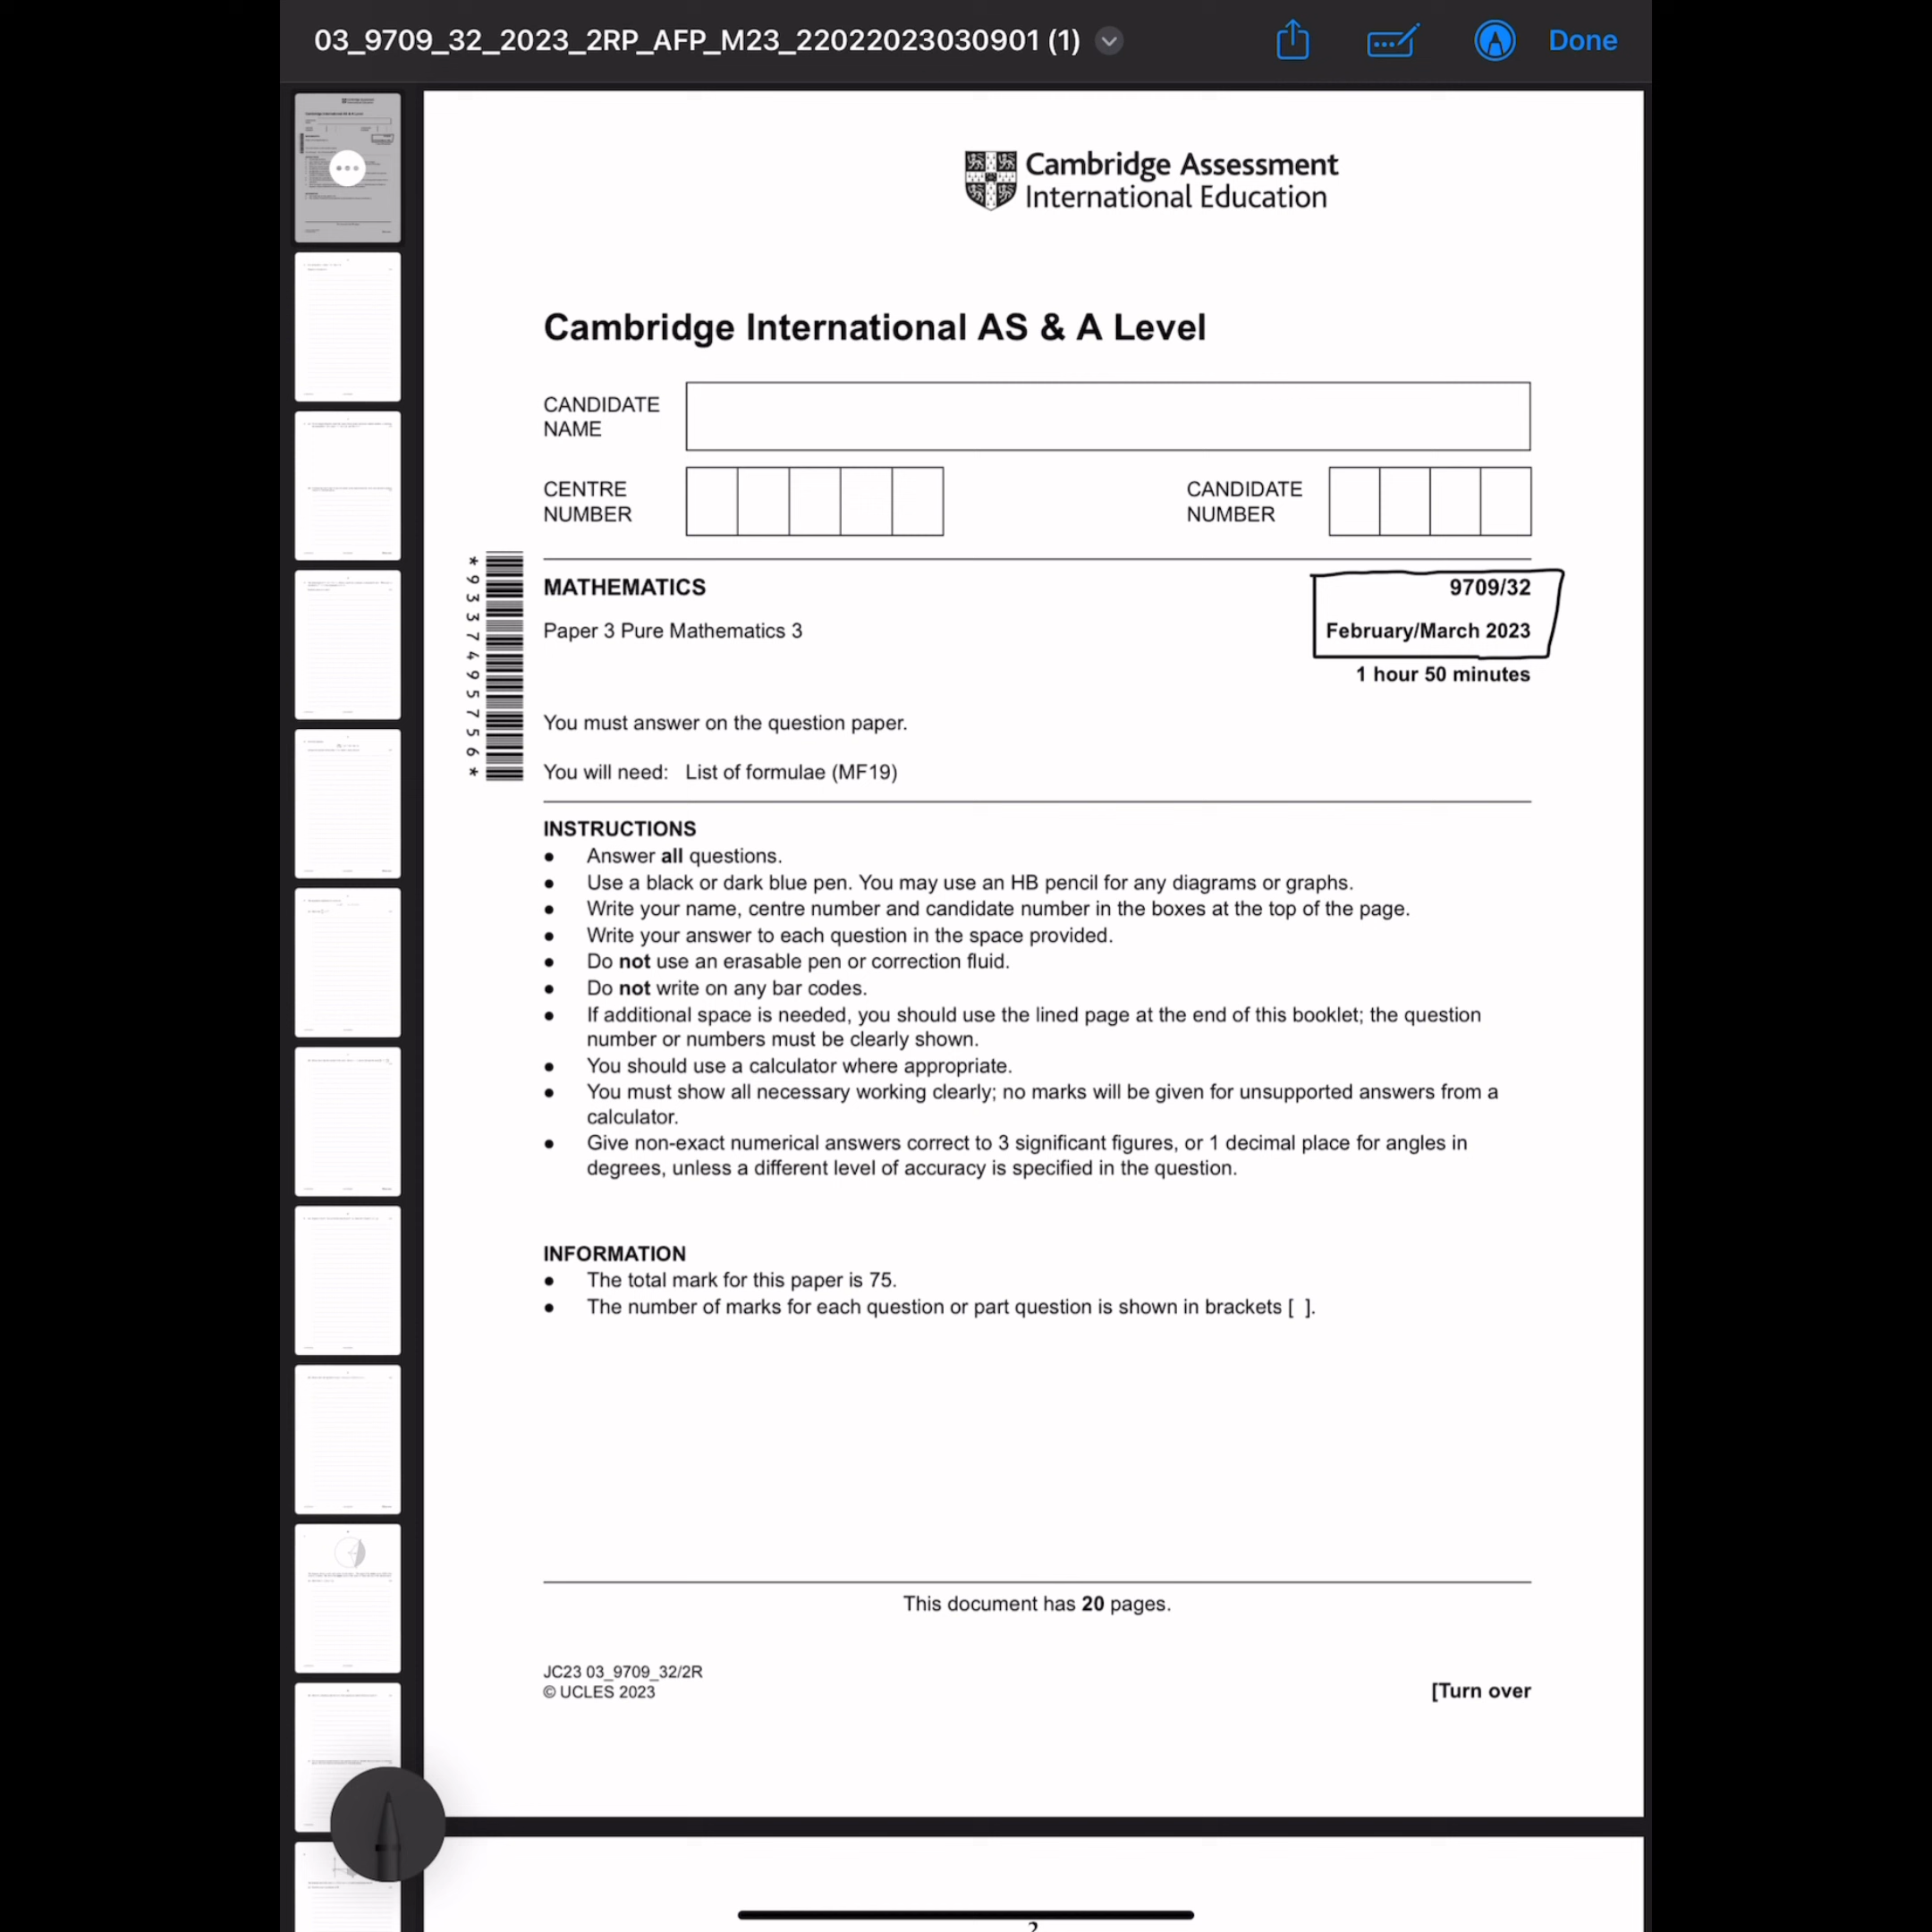 03_9709_32_2023_2RP_AFP_M23_22022023030901 (1)
Done
Cambridge Assessment
International Education
Cambridge International AS & A Level
CANDIDATE
NAME
CENTRE
NUMBER
CANDIDATE
NUMBER
*9337495756*
MATHEMATICS
9709/32
Paper 3 Pure Mathematics 3
February/March 2023
1 hour 50 minutes
You must answer on the question paper.
You will need: List of formulae (MF19)
INSTRUCTIONS
● Answer all questions.
● Use a black or dark blue pen. You may use an HB pencil for any diagrams or graphs.
● Write your name, centre number and candidate number in the boxes at the top of the page.
● Write your answer to each question in the space provided.
● Do not use an erasable pen or correction fluid.
● Do not write on any bar codes.
● If additional space is needed, you should use the lined page at the end of this booklet; the question
number or numbers must be clearly shown.
● You should use a calculator where appropriate.
● You must show all necessary working clearly; no marks will be given for unsupported answers from a
calculator.
● Give non-exact numerical answers correct to 3 significant figures, or 1 decimal place for angles in
degrees, unless a different level of accuracy is specified in the question.
INFORMATION
● The total mark for this paper is 75.
● The number of marks for each question or part question is shown in brackets [ ].
This document has 20 pages.
JC23 03_9709_32/2R
© UCLES 2023
[Turn over